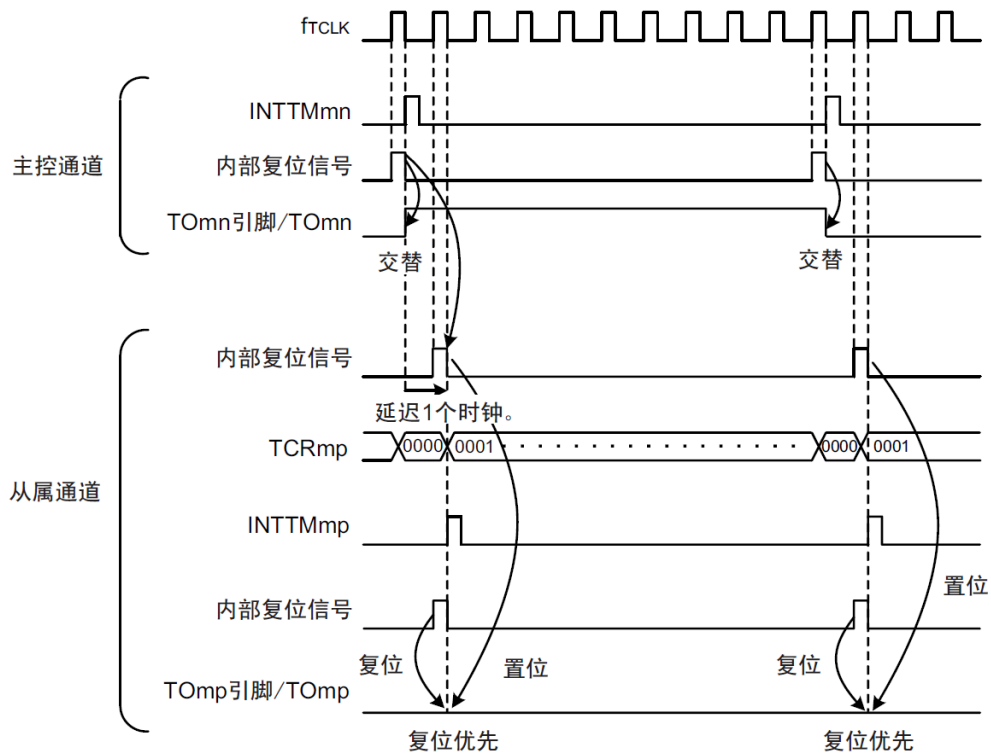 fTCLK
主控通道
INTTMmn
内部复位信号
TOmn引脚/TOmn
交替
交替
从属通道
内部复位信号
延迟1个时钟。
TCRmp
0000
0001
0000
0001
INTTMmp
内部复位信号
置位
复位
置位
复位
TOmp引脚/TOmp
复位优先
复位优先